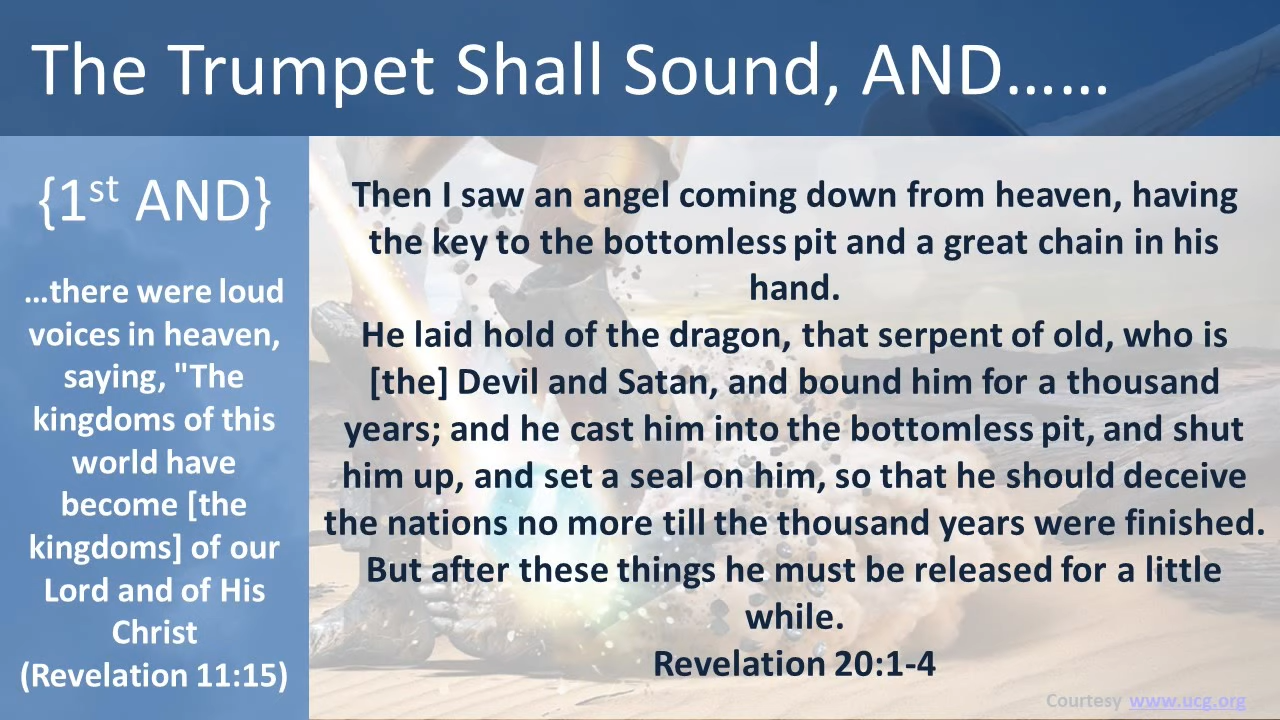 The Trumpet Shall Sound, AND……
{1st AND}
…there were loud
voices in heaven,
saying, "The
kingdoms of this
world have
become [the
kingdoms] of our
Lord and of His
Christ
(Revelation 11:15)
Then I saw an angel coming down from heaven, having
the key to the bottomless pit and a great chain in his
hand.
He laid hold of the dragon, that serpent of old, who is
[the] Devil and Satan, and bound him for a thousand
years; and he cast him into the bottomless pit, and shut
him up, and set a seal on him, so that he should deceive
the nations no more till the thousand years were finished.
But after these things he must be released for a little
while.
Revelation 20:1-4
Courtesy www.ucg.org